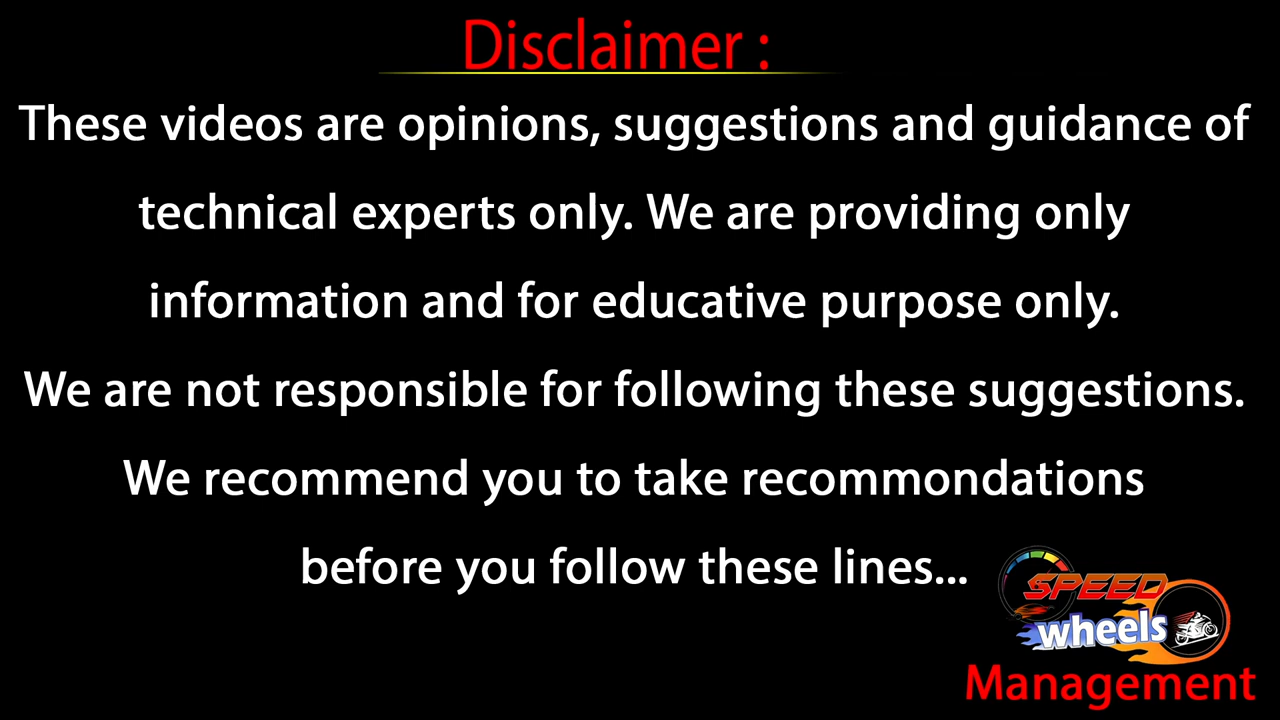 Disclaimer :
These videos are opinions, suggestions and guidance of
technical experts only. We are providing only
information and for educative purpose only.
We are not responsible for following these suggestions.
We recommend you to take recommondations
before you follow these lines...
SPEED
wheels
Management